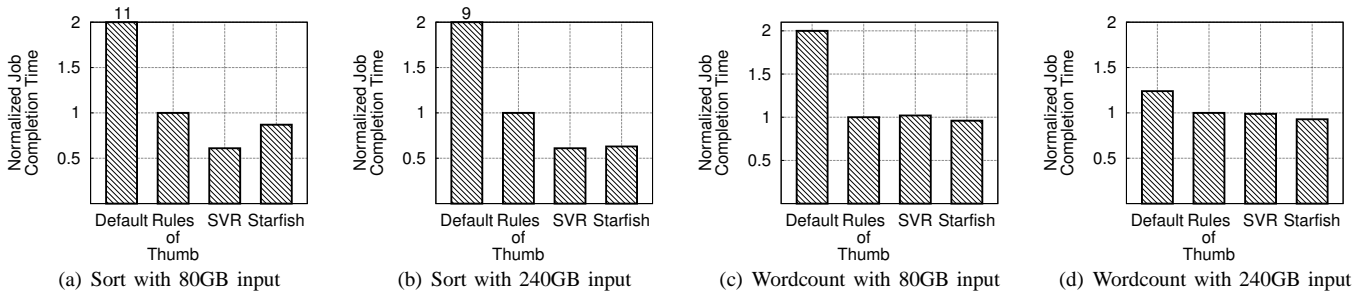 11
2
1.5
1
0.5
Normalized Job
Completion Time
Default Rules SVR Starfish
of
Thumb
(a) Sort with 80GB input
9
2
1.5
1
0.5
Normalized Job
Completion Time
Default Rules SVR Starfish
of
Thumb
(b) Sort with 240GB input
2
1.5
1
0.5
Normalized Job
Completion Time
Default Rules SVR Starfish
of
Thumb
(c) Wordcount with 80GB input
2
1.5
1
0.5
Normalized Job
Completion Time
Default Rules SVR Starfish
of
Thumb
(d) Wordcount with 240GB input